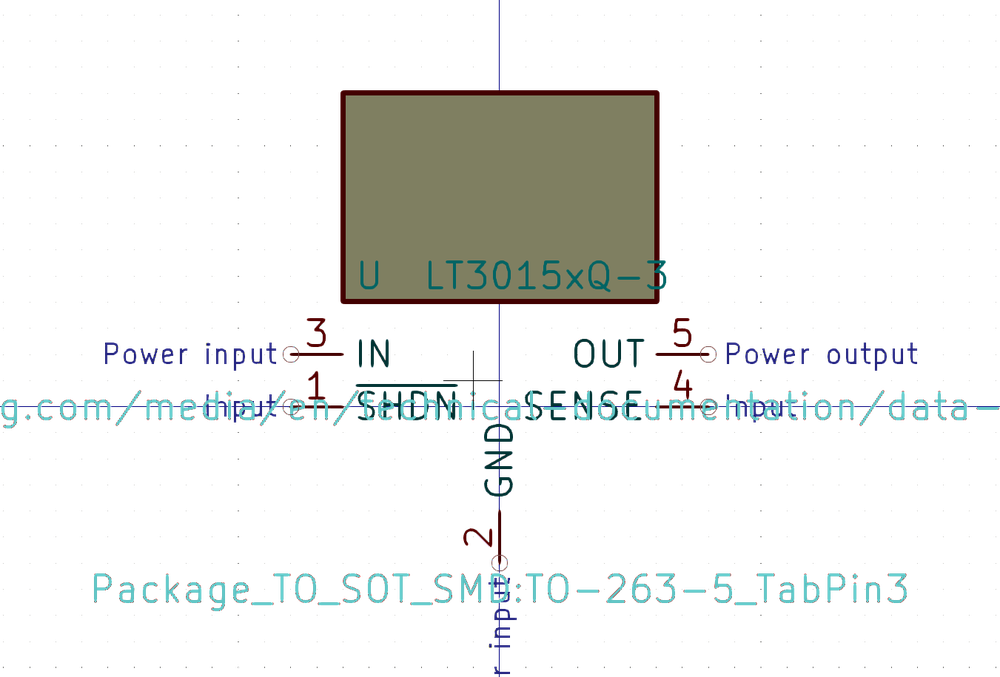 U LT3015xQ-3
3 5
Power input IN OUT Power output
1 4
Input SHDN SENSE Input
g.com/media/en/technical-documentation/data-
GND
2
Package_TO_SOT_SMD:TO-263-5_TabPin3
r input